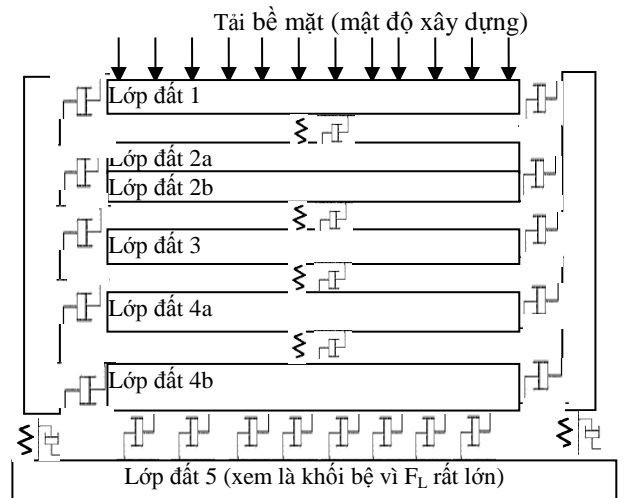 Tải bề mặt (mật độ xây dựng)
Lớp đất 1
Lớp đất 2a
Lớp đất 2b
Lớp đất 3
Lớp đất 4a
Lớp đất 4b
Lớp đất 5 (xem là khối bệ vì F_L rất lớn)